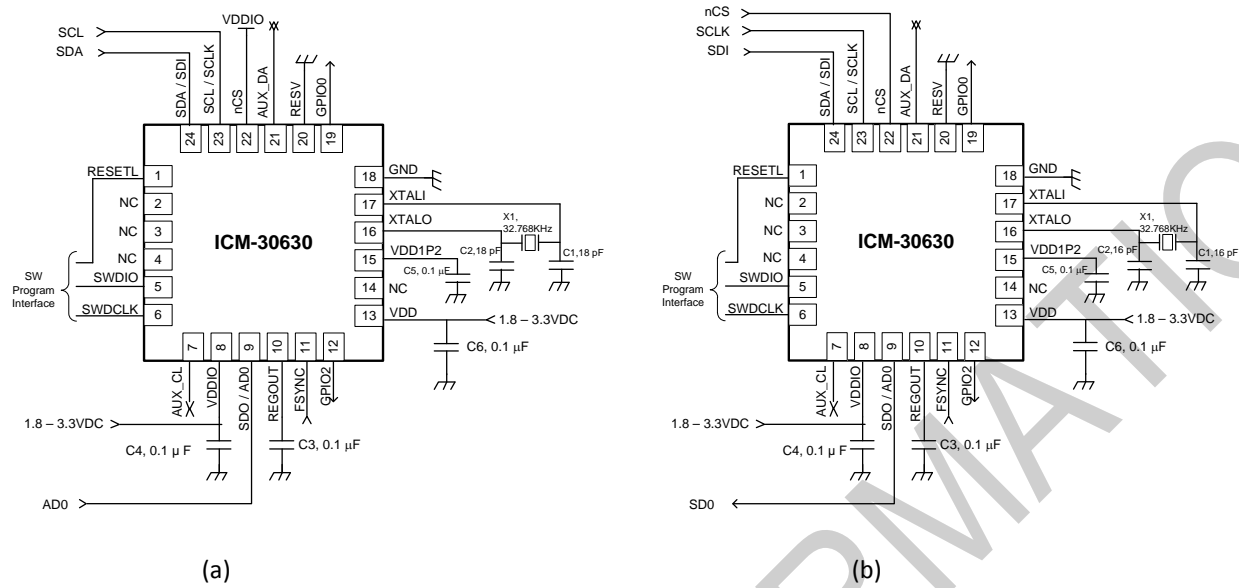 SCL
SDA
VDDIO
SDA / SDI
SCL / SCLK
nCS
AUX_DA
RESV
GPIO0
24
23
22
21
20
19
RESETL
1
NC
2
NC
3
NC
4
SWDIO
5
SWDCLK
6
SW
Program
Interface
ICM-30630
18
GND
17
XTALI
16
XTALO
15
VDD1P2
14
NC
13
VDD
X1,
32.768KHz
C2,18 pF
C1,18 pF
C5, 0.1 µF
1.8 – 3.3VDC
C6, 0.1 µF
7
8
9
10
11
12
AUX_CL
VDDIO
SDO / AD0
REGOUT
FSYNC
GPIO2
1.8 – 3.3VDC
C4, 0.1 µ F
C3, 0.1 µF
AD0
(a)
nCS
SCLK
SDI
SDA / SDI
SCL / SCLK
nCS
AUX_DA
RESV
GPIO0
24
23
22
21
20
19
RESETL
1
NC
2
NC
3
NC
4
SWDIO
5
SWDCLK
6
SW
Program
Interface
ICM-30630
18
GND
17
XTALI
16
XTALO
15
VDD1P2
14
NC
13
VDD
X1,
32.768KHz
C2,16 pF
C1,16 pF
C5, 0.1 µF
1.8 – 3.3VDC
C6, 0.1 µF
7
8
9
10
11
12
AUX_CL
VDDIO
SDO / AD0
REGOUT
FSYNC
GPIO2
1.8 – 3.3VDC
C4, 0.1 µ F
C3, 0.1 µF
SD0
(b)
RMATIO